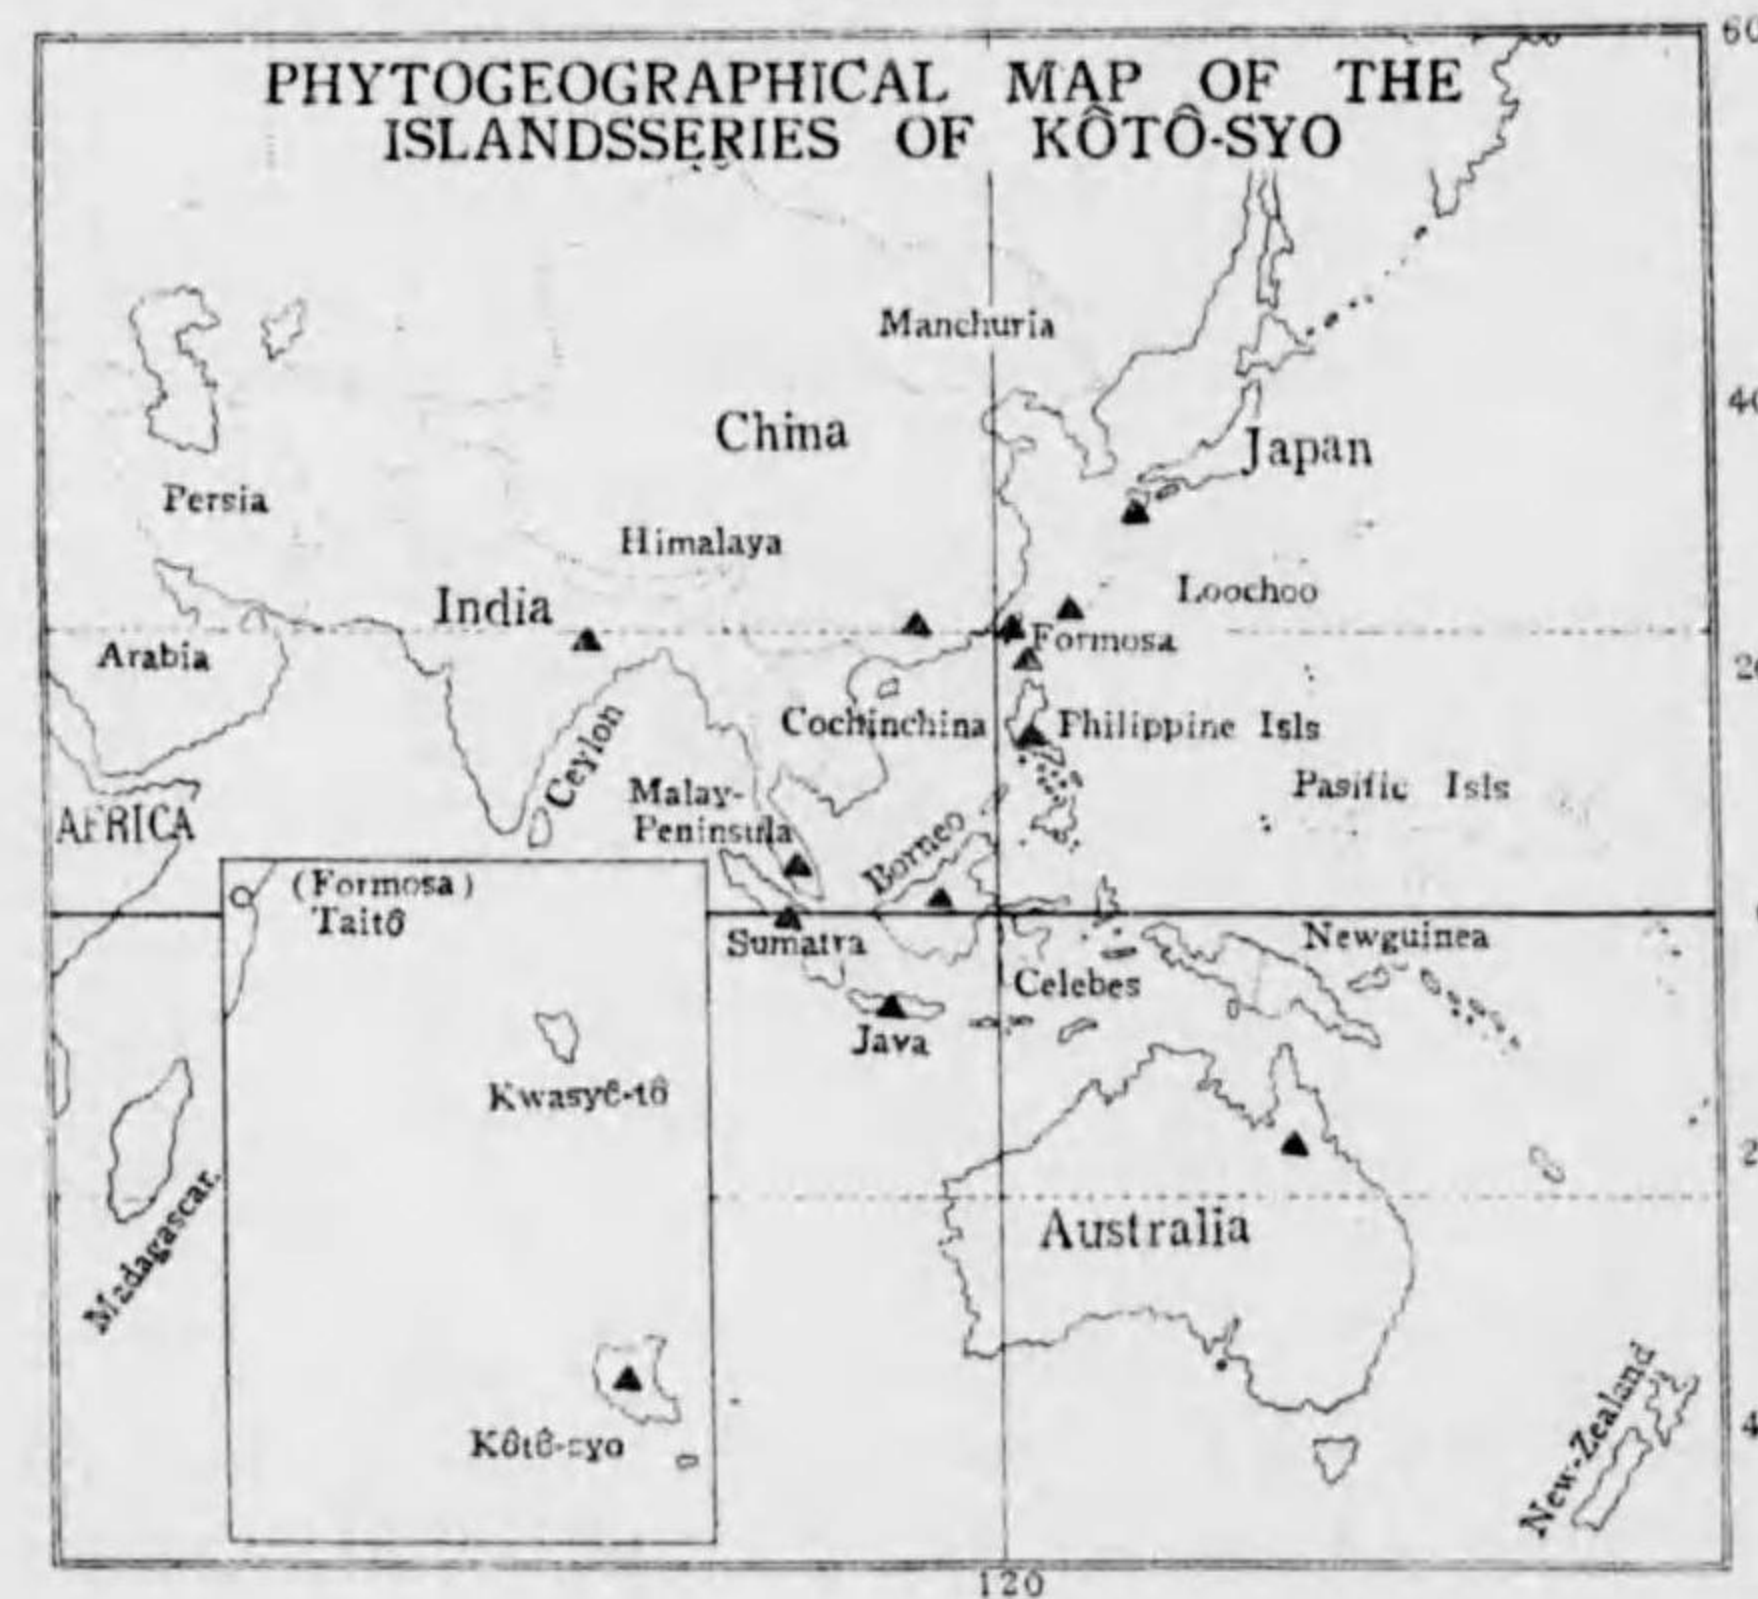 PHYTOGEOGRAPHICAL MAP OF THE
ISLANDSSERIES OF KÔTÔ-SYO
Manchuria
China
Japan
Persia
Himalaya
India
Loochoo
Formosa
Arabia
Cochinchina
Philippine Isls
Ceylon
Malay-
Peninsula
Pasific Isls
AFRICA
Borneo
(Formosa)
Taitô
Sumatra
Newguinea
Celebes
Java
Kwasyô-tô
Madagascar.
Australia
Kôtô-syo
New-Zealand
120